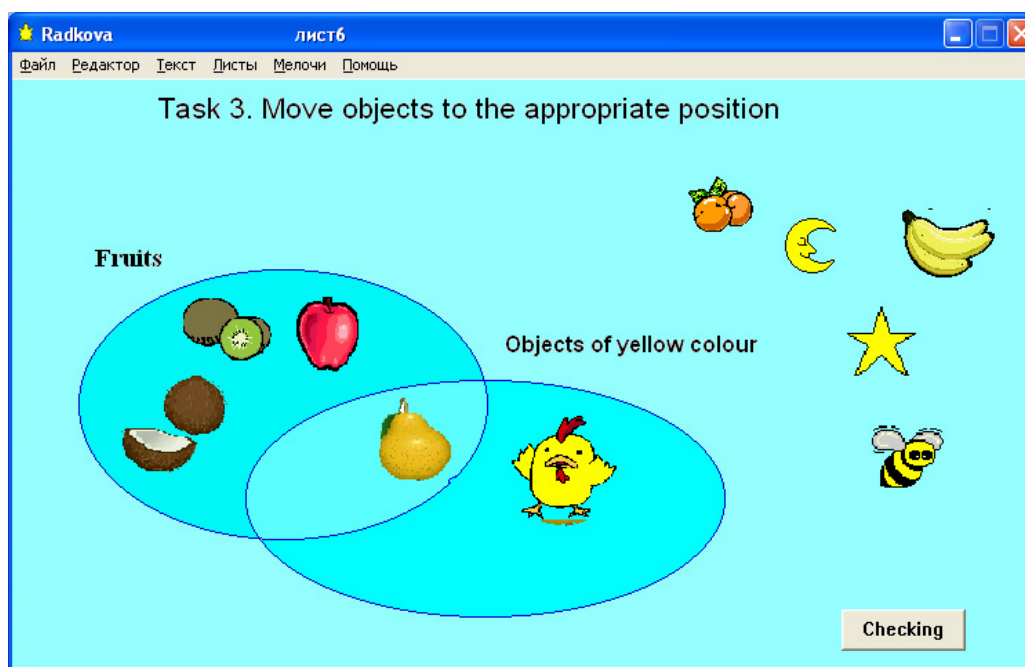 Radkova лист6
Файл Редактор Текст Листы Мелочи Помощь
Task 3. Move objects to the appropriate position
Fruits
Objects of yellow colour
Checking